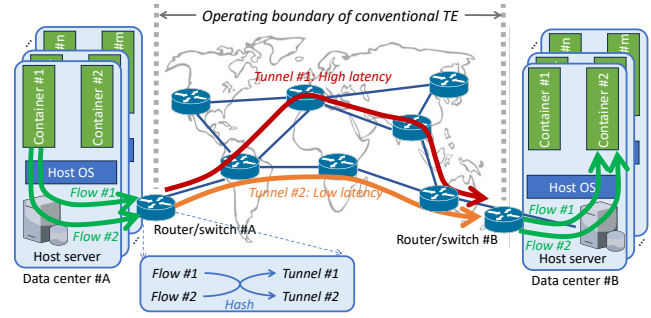 Operating boundary of conventional TE
#n
#m
Container #1
Container #2
Host OS
Flow #1
Flow #2
Host server
Data center #A
Tunnel #1: High latency
Tunnel #2: Low latency
Router/switch #A
Router/switch #B
Flow #1
Flow #2
Hash
Tunnel #1
Tunnel #2
#n
#m
Container #1
Container #2
Host OS
Flow #1
Flow #2
Host server
Data center #B